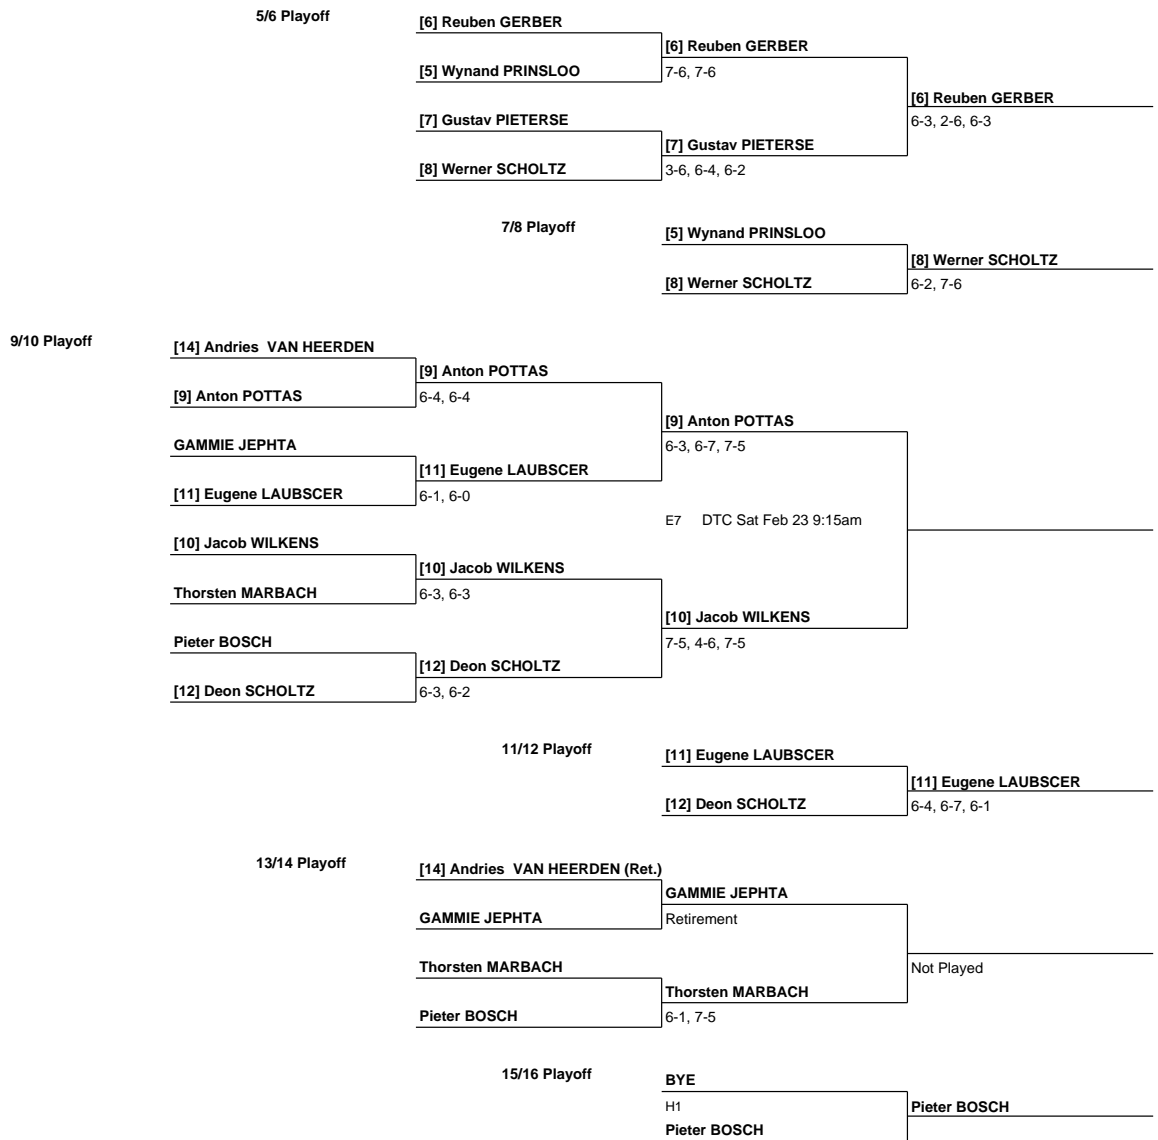 5/6 Playoff
[6] Reuben GERBER
[6] Reuben GERBER
[5] Wynand PRINSLOO
7-6, 7-6
[6] Reuben GERBER
[7] Gustav PIETERSE
6-3, 2-6, 6-3
[7] Gustav PIETERSE
[8] Werner SCHOLTZ
3-6, 6-4, 6-2
7/8 Playoff
[5] Wynand PRINSLOO
[8] Werner SCHOLTZ
[8] Werner SCHOLTZ
6-2, 7-6
9/10 Playoff
[14] Andries  VAN HEERDEN
[9] Anton POTTAS
[9] Anton POTTAS
6-4, 6-4
[9] Anton POTTAS
GAMMIE JEPHTA
6-3, 6-7, 7-5
[11] Eugene LAUBSCER
[11] Eugene LAUBSCER
6-1, 6-0
E7 DTC Sat Feb 23 9:15am
[10] Jacob WILKENS
[10] Jacob WILKENS
Thorsten MARBACH
6-3, 6-3
[10] Jacob WILKENS
Pieter BOSCH
7-5, 4-6, 7-5
[12] Deon SCHOLTZ
[12] Deon SCHOLTZ
6-3, 6-2
11/12 Playoff
[11] Eugene LAUBSCER
[11] Eugene LAUBSCER
[12] Deon SCHOLTZ
6-4, 6-7, 6-1
13/14 Playoff
[14] Andries  VAN HEERDEN (Ret.)
GAMMIE JEPHTA
GAMMIE JEPHTA
Retirement
Thorsten MARBACH
Not Played
Thorsten MARBACH
Pieter BOSCH
6-1, 7-5
15/16 Playoff
BYE
H1
Pieter BOSCH
Pieter BOSCH